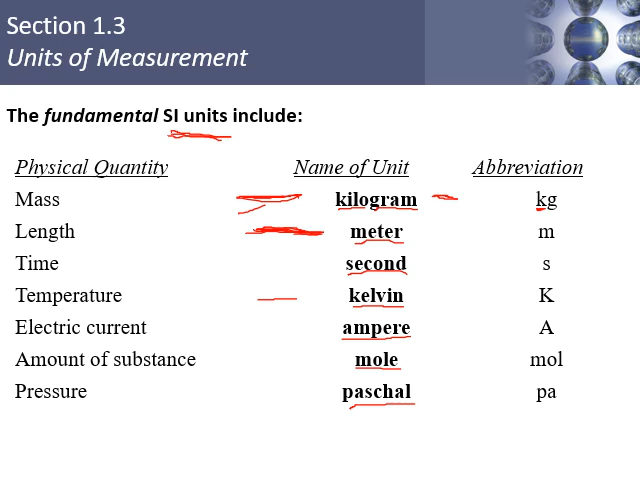 Section 1.3
Units of Measurement
The fundamental SI units include:
Physical Quantity Name of Unit Abbreviation
Mass kilogram kg
Length meter m
Time second s
Temperature kelvin K
Electric current ampere A
Amount of substance mole mol
Pressure paschal pa